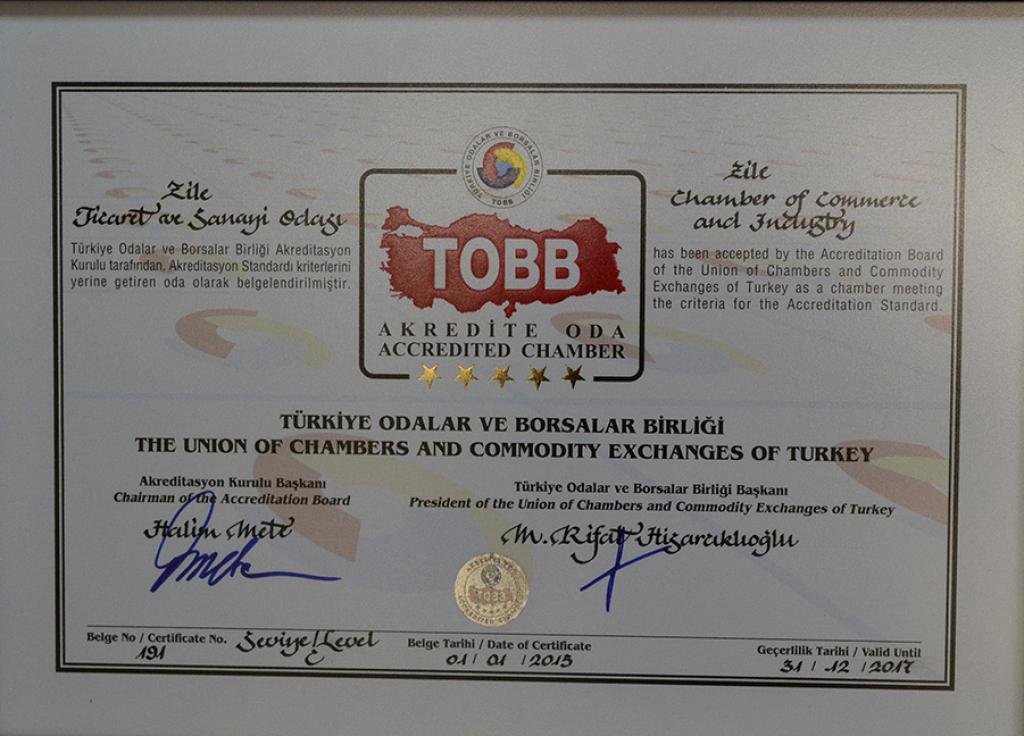 TÜRKİYE ODALAR VE BORSALAR BİRLİĞİ
TOBB
Zile
Ticaret ve Sanayi Odası
Türkiye Odalar ve Borsalar Birliği Akreditasyon
Kurulu tarafından, Akreditasyon Standardı kriterlerini
yerine getiren oda olarak belgelendirilmiştir.
TOBB
AKREDİTE ODA
ACCREDITED CHAMBER
Zile
Chamber of Commerce
and Industry
has been accepted by the Accreditation Board
of the Union of Chambers and Commodity
Exchanges of Turkey as a chamber meeting
the criteria for the Accreditation Standard.
TÜRKİYE ODALAR VE BORSALAR BİRLİĞİ
THE UNION OF CHAMBERS AND COMMODITY EXCHANGES OF TURKEY
Akreditasyon Kurulu Başkanı
Chairman of the Accreditation Board
Halim Mete
Türkiye Odalar ve Borsalar Birliği Başkanı
President of the Union of Chambers and Commodity Exchanges of Turkey
M. Rifat Hisarcıklıoğlu
TOBB
Belge No / Certificate No.
191
Seviye/Level
C
Belge Tarihi / Date of Certificate
01 / 01 / 2015
Geçerlilik Tarihi / Valid Until
31 / 12 / 2017